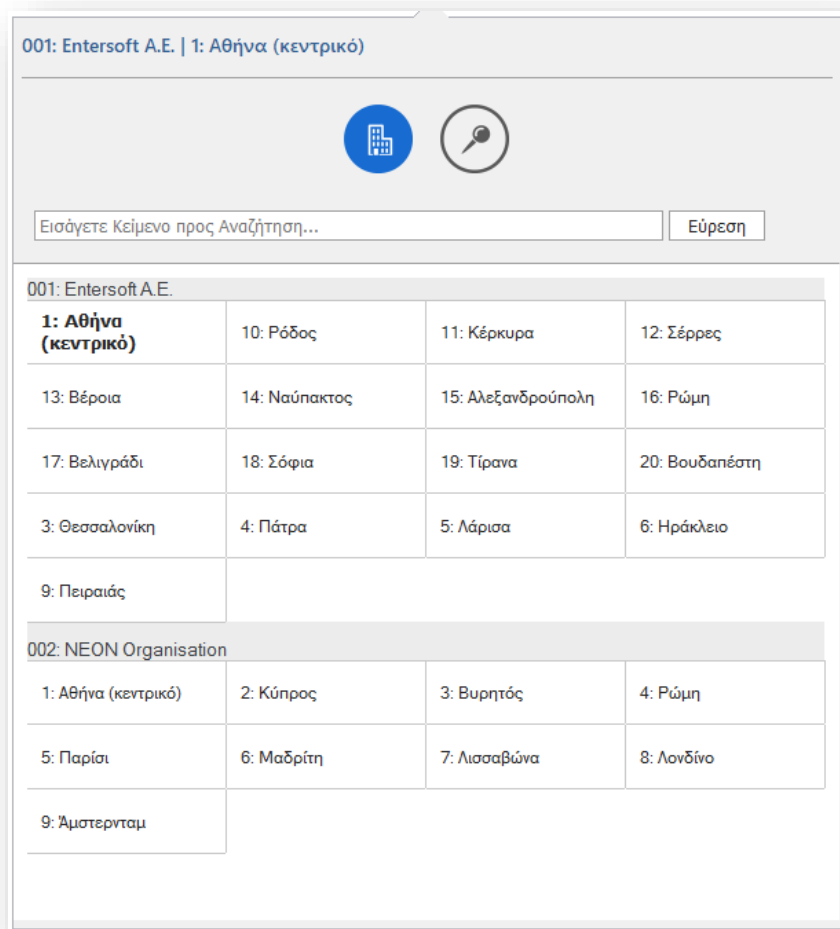 001: Entersoft A.E. | 1: Αθήνα (κεντρικό)
Εισάγετε Κείμενο προς Αναζήτηση...
Εύρεση
001: Entersoft A.E.
1: Αθήνα
(κεντρικό)
10: Ρόδος
11: Κέρκυρα
12: Σέρρες
13: Βέροια
14: Ναύπακτος
15: Αλεξανδρούπολη
16: Ρώμη
17: Βελιγράδι
18: Σόφια
19: Τίρανα
20: Βουδαπέστη
3: Θεσσαλονίκη
4: Πάτρα
5: Λάρισα
6: Ηράκλειο
9: Πειραιάς
002: NEON Organisation
1: Αθήνα (κεντρικό)
2: Κύπρος
3: Βυρητός
4: Ρώμη
5: Παρίσι
6: Μαδρίτη
7: Λισσαβώνα
8: Λονδίνο
9: Άμστερνταμ